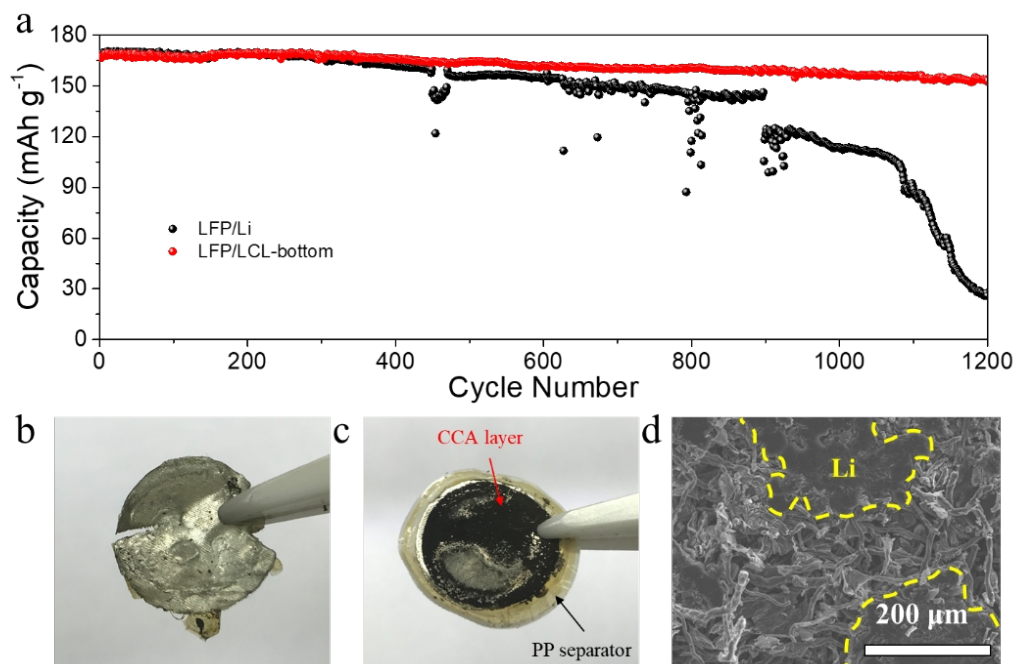 a
180
150
120
90
60
30
0
Capacity (mAh g⁻¹)
LFP/Li
LFP/LCL-bottom
0 200 400 600 800 1000 1200
Cycle Number
b
c
CCA layer
PP separator
d
Li
200 μm